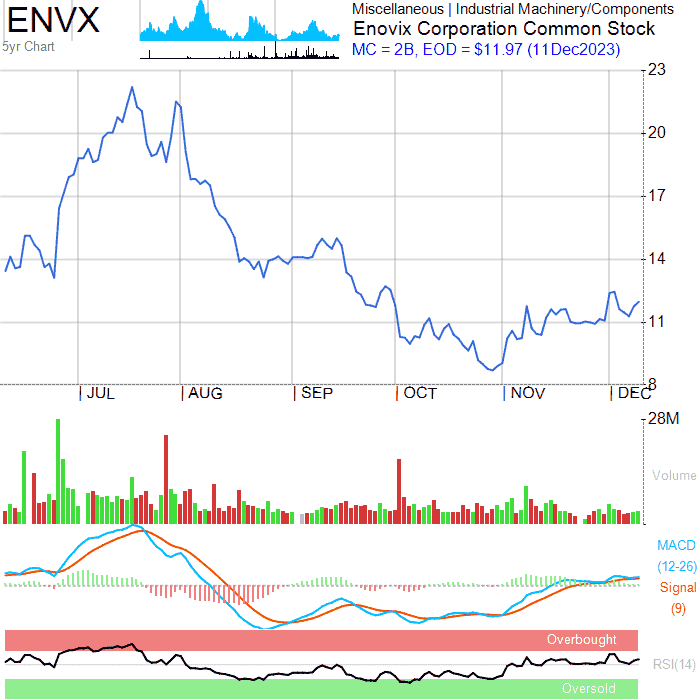 ENVX
5yr Chart
Miscellaneous | Industrial Machinery/Components
Enovix Corporation Common Stock
MC = 2B, EOD = $11.97 (11Dec2023)
23
20
17
14
11
8
JUL AUG SEP OCT NOV DEC
28M
Volume
MACD
(12-26)
Signal
(9)
Overbought
RSI(14)
Oversold